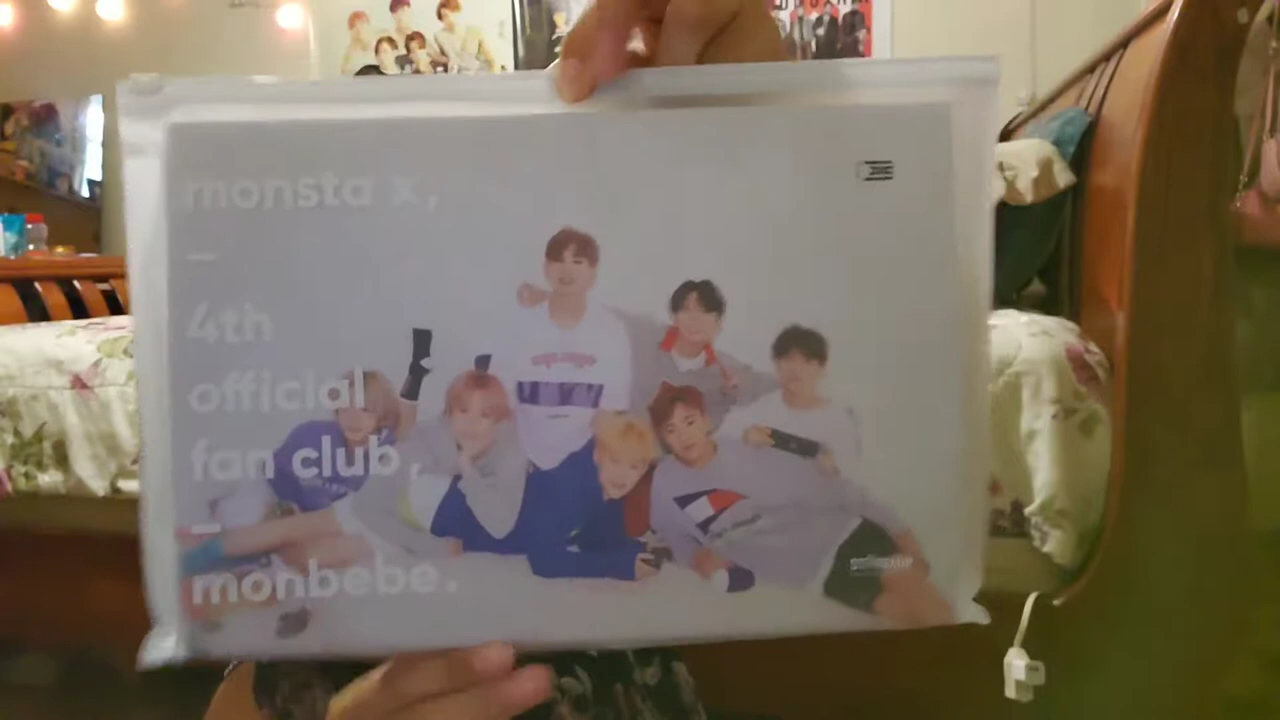 monsta x,
–
4th
official
fan club,
–
monbebe.